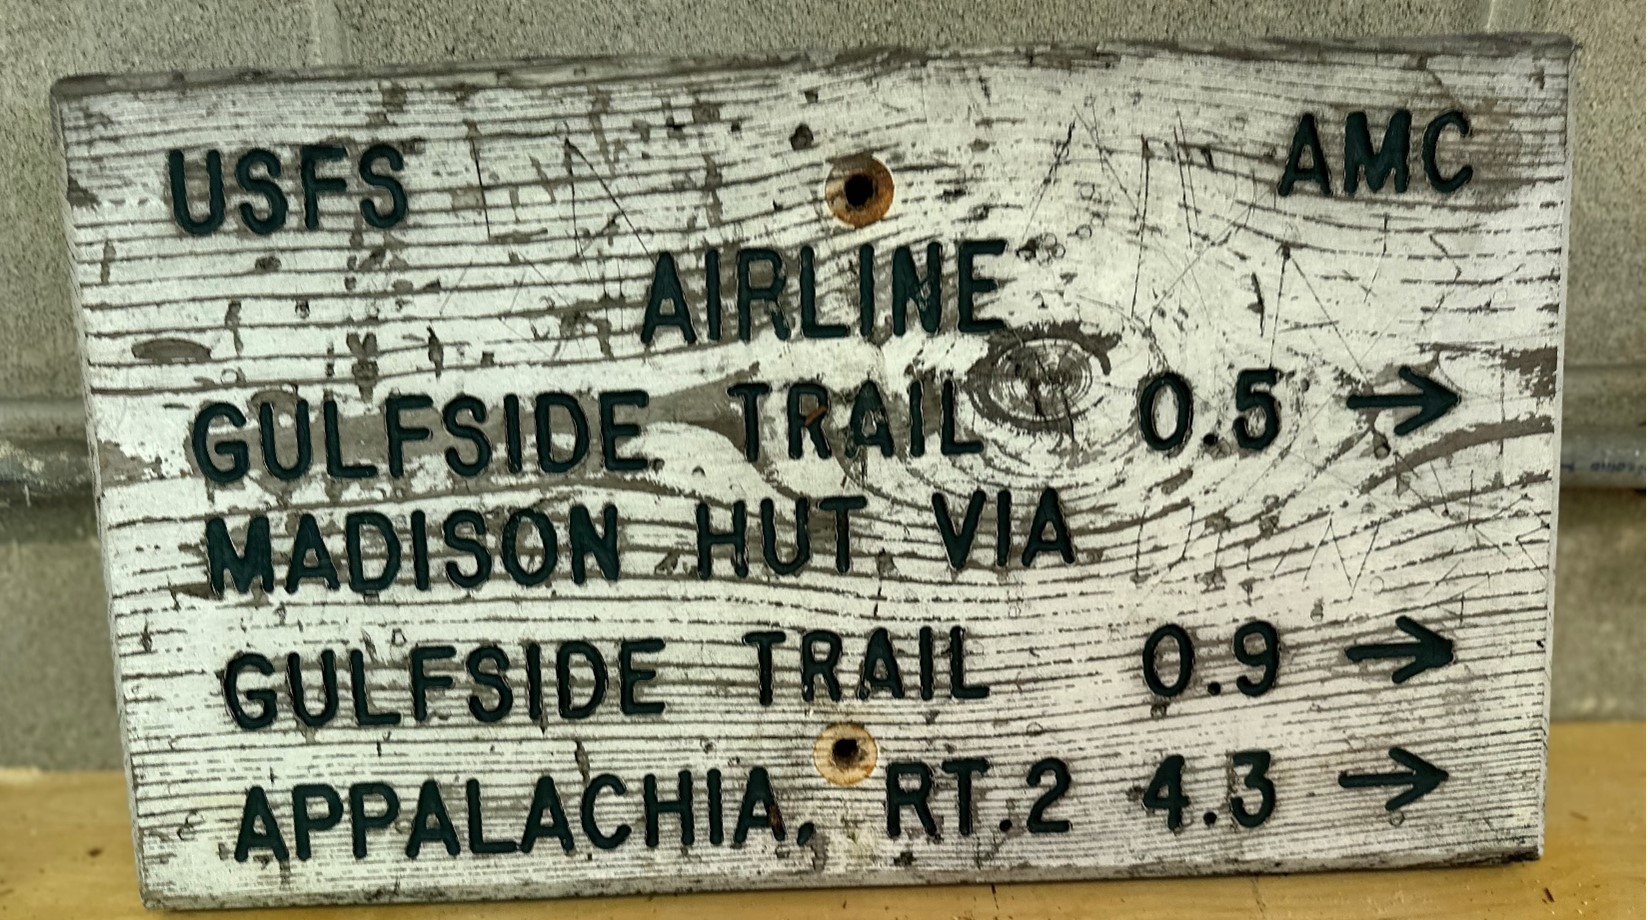 USFS AMC
AIRLINE
GULFSIDE TRAIL 0.5 →
MADISON HUT VIA
GULFSIDE TRAIL 0.9 →
APPALACHIA, RT.2 4.3 →